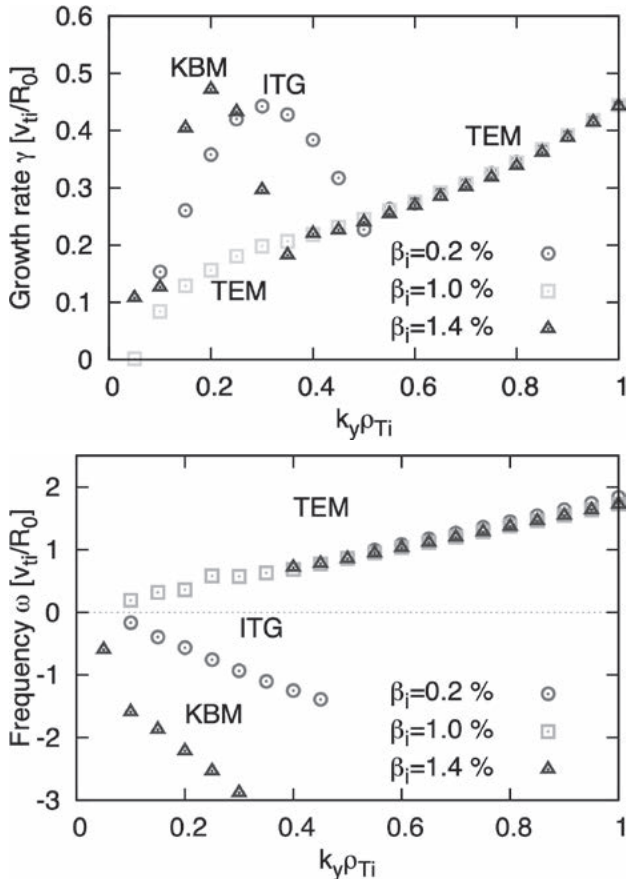 0.6
0.5
0.4
0.3
0.2
0.1
0
Growth rate γ [v_ti/R_0]
KBM
ITG
TEM
TEM
β_i=0.2 %
β_i=1.0 %
β_i=1.4 %
0.2 0.4 0.6 0.8 1
k_yρ_Ti
2
1
0
-1
-2
-3
Frequency ω [v_ti/R_0]
TEM
ITG
KBM
β_i=0.2 %
β_i=1.0 %
β_i=1.4 %
0.2 0.4 0.6 0.8 1
k_yρ_Ti